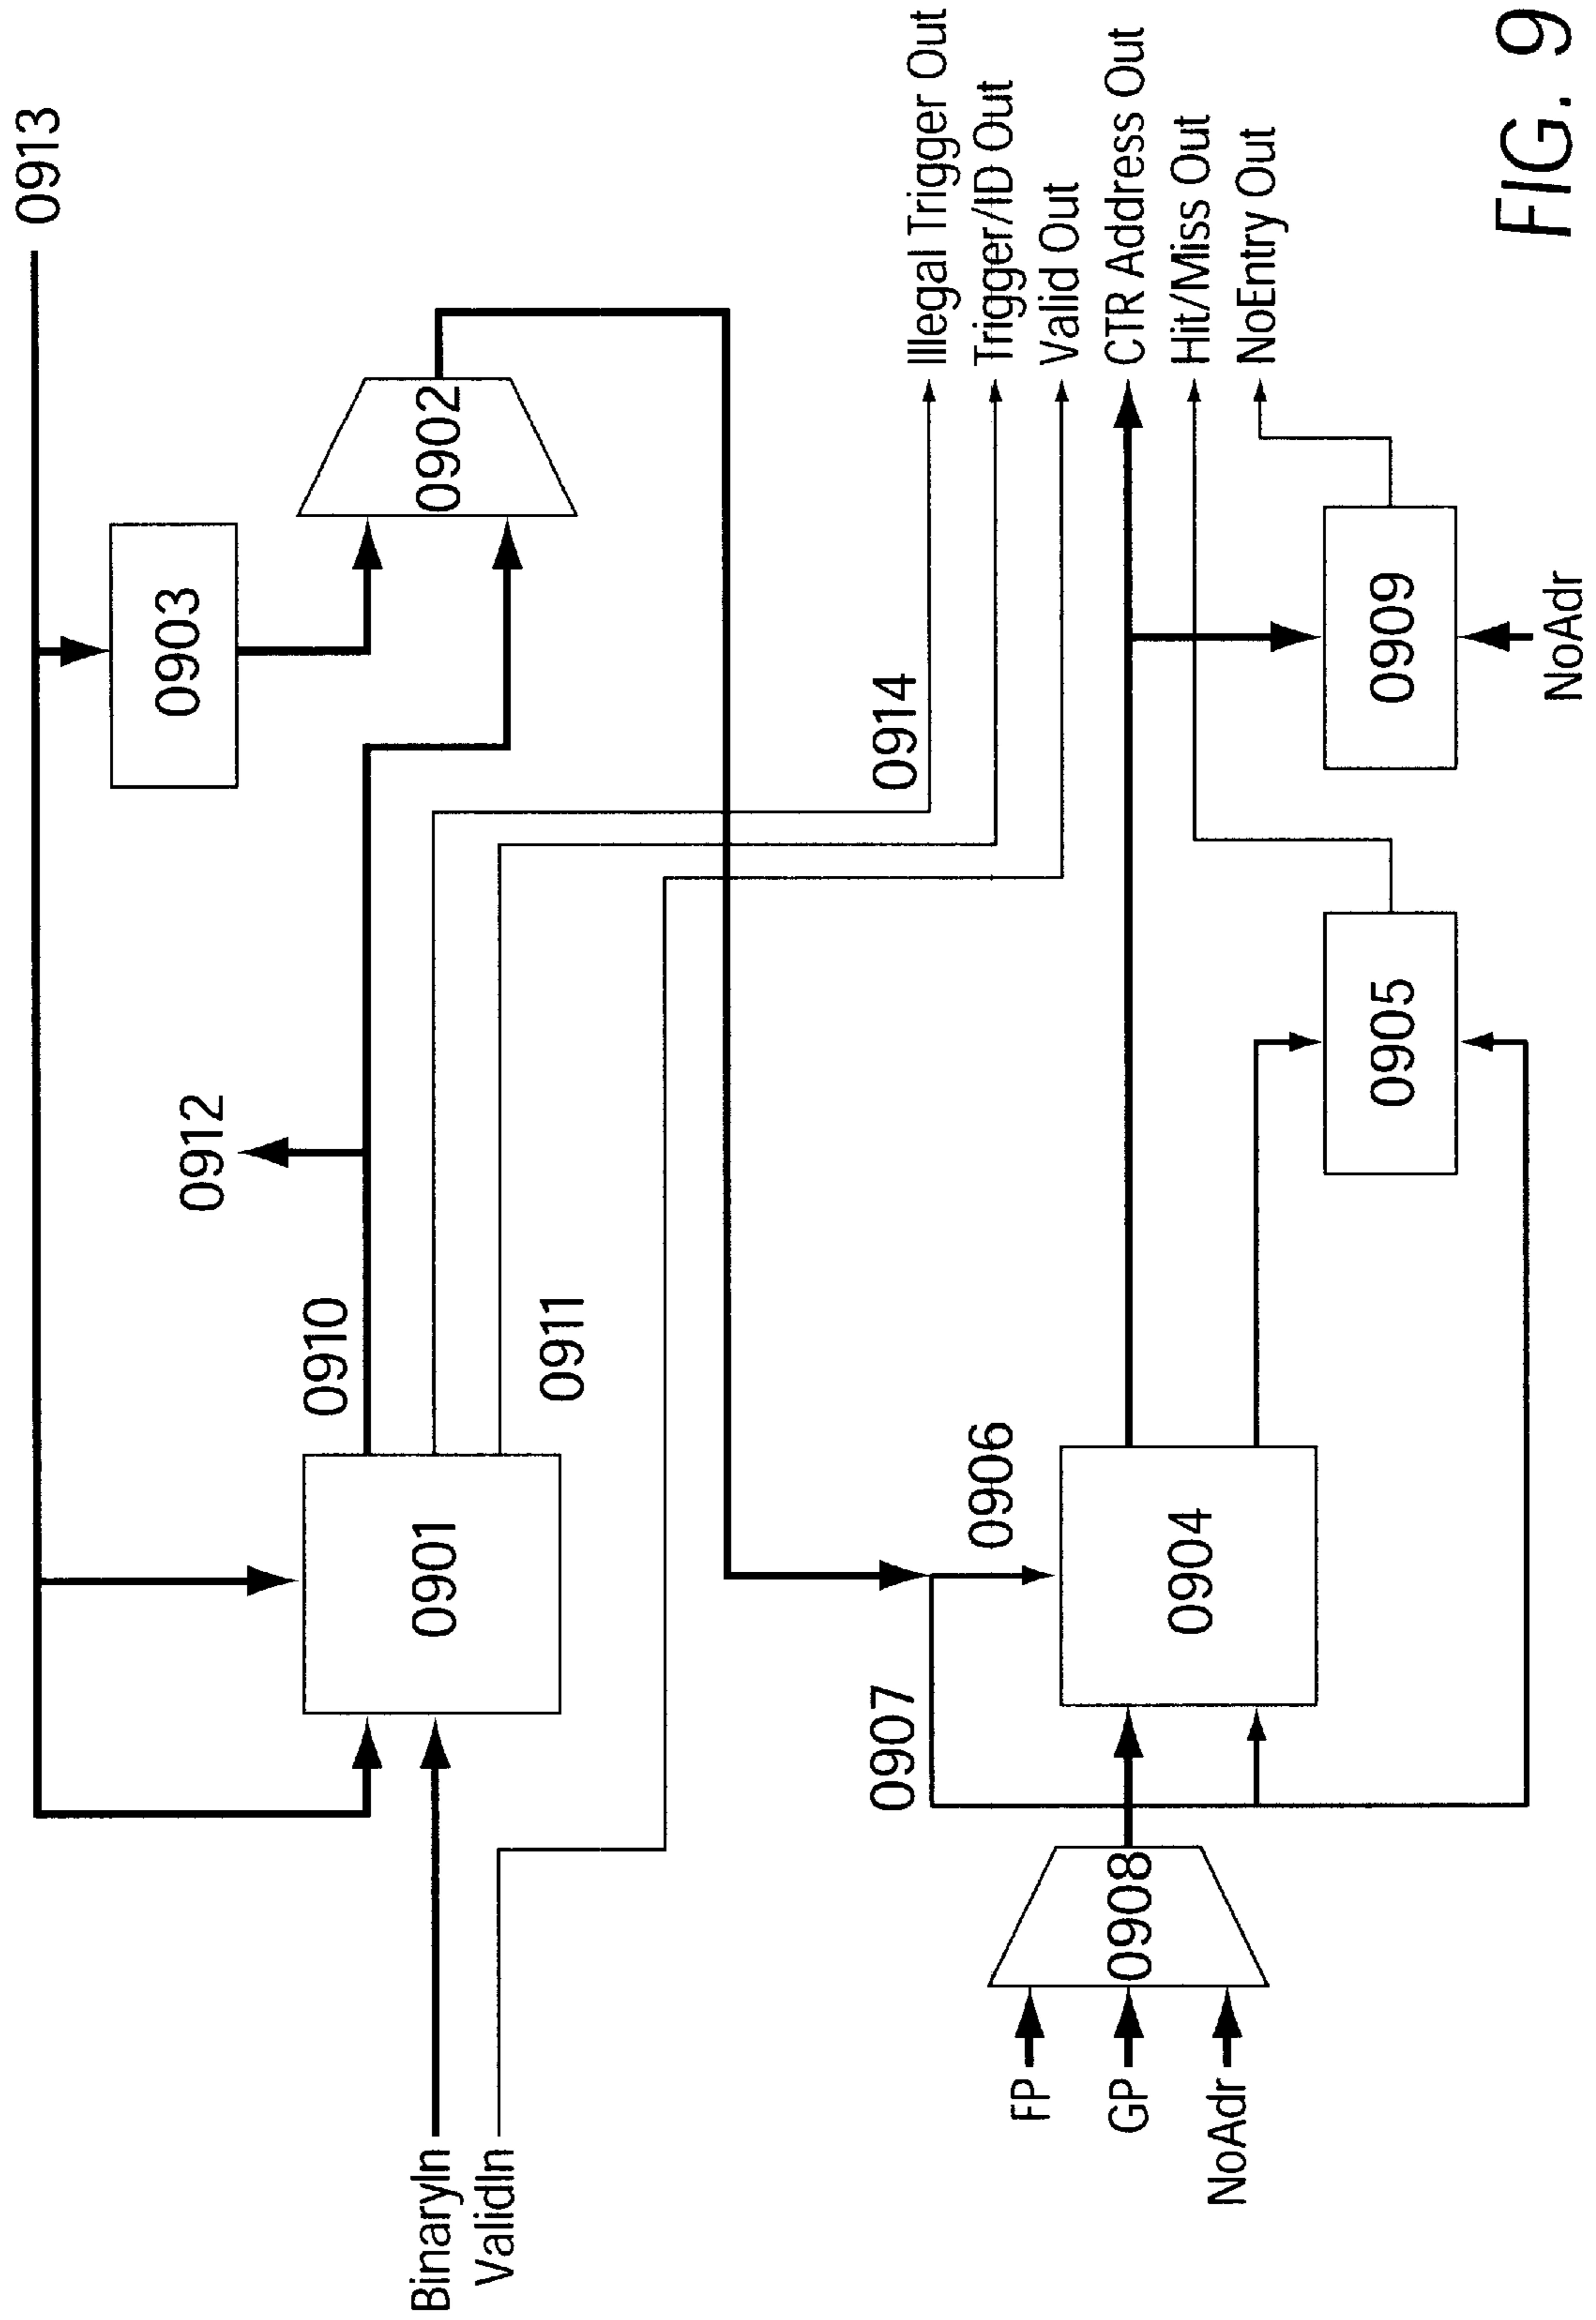 0913
0903
0902
0912
0910
0901
0911
BinaryIn
ValidIn
0914
Illegal Trigger Out
Trigger/ID Out
Valid Out
CTR Address Out
Hit/Miss Out
NoEntry Out
0907
0906
0904
0908
FP
GP
NoAdr
0905
0909
NoAdr
FIG. 9